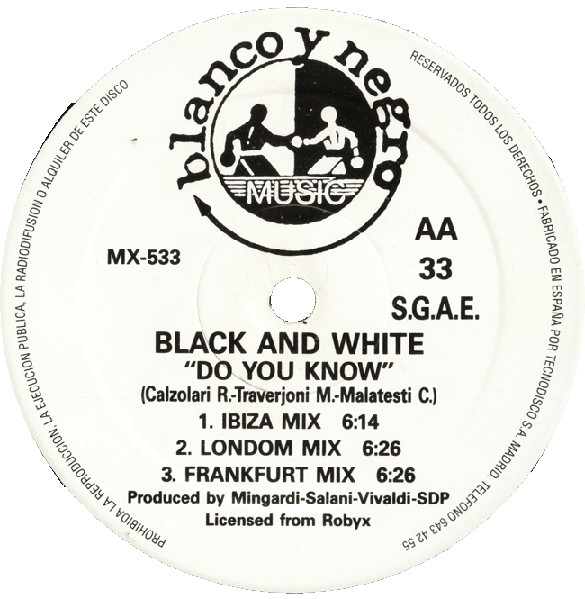 blanco y negro
MUSIC
RESERVADOS TODOS LOS DERECHOS • FABRICADO EN ESPAÑA POR TECNODISCO S.A. MADRID. TELEFONO 643 42 55
PROHIBIDA LA REPRODUCCION, LA EJECUCION PUBLICA, LA RADIODIFUSION O ALQUILER DE ESTE DISCO
MX-533
AA
33
S.G.A.E.
BLACK AND WHITE
“DO YOU KNOW”
(Calzolari R.-Traverjoni M.-Malatesti C.)
1. IBIZA MIX 6:14
2. LONDOM MIX 6:26
3. FRANKFURT MIX 6:26
Produced by Mingardi-Salani-Vivaldi-SDP
Licensed from Robyx